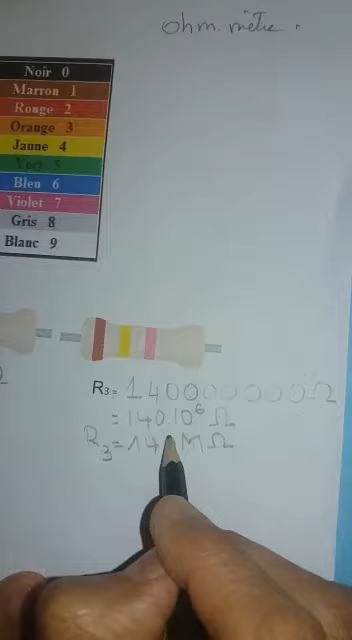 ohm.mètre.
Noir 0
Marron 1
Rouge 2
Orange 3
Jaune 4
Vert 5
Bleu 6
Violet 7
Gris 8
Blanc 9
R3= 140000000Ω
= 140.10⁶ Ω
R3=14 MΩ